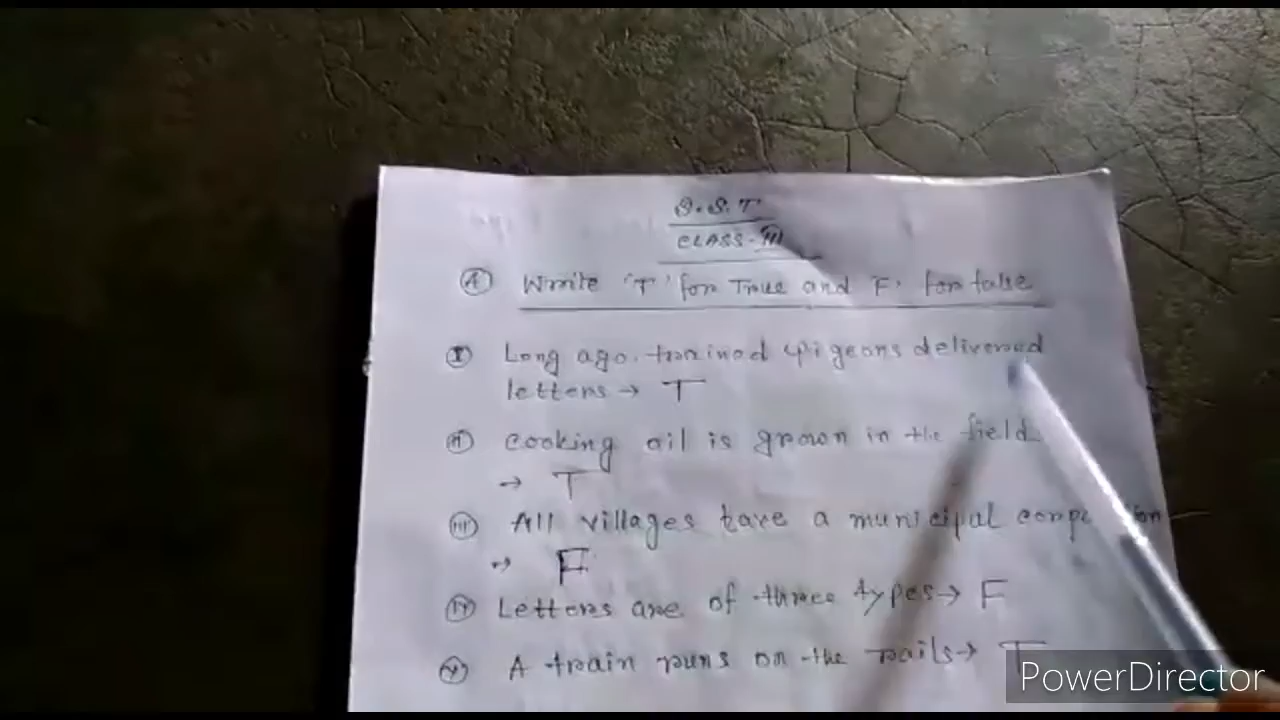 S.S.T
CLASS-III
(A) Write 'T' for True and 'F' for false
(I) Long ago. trained pigeons delivered
letters → T
(II) cooking oil is grown in the field
→ T
(III) All villages have a municipal
→ F
(IV) Letters are of three types → F
(V) A train runs on the rails → T
PowerDirector